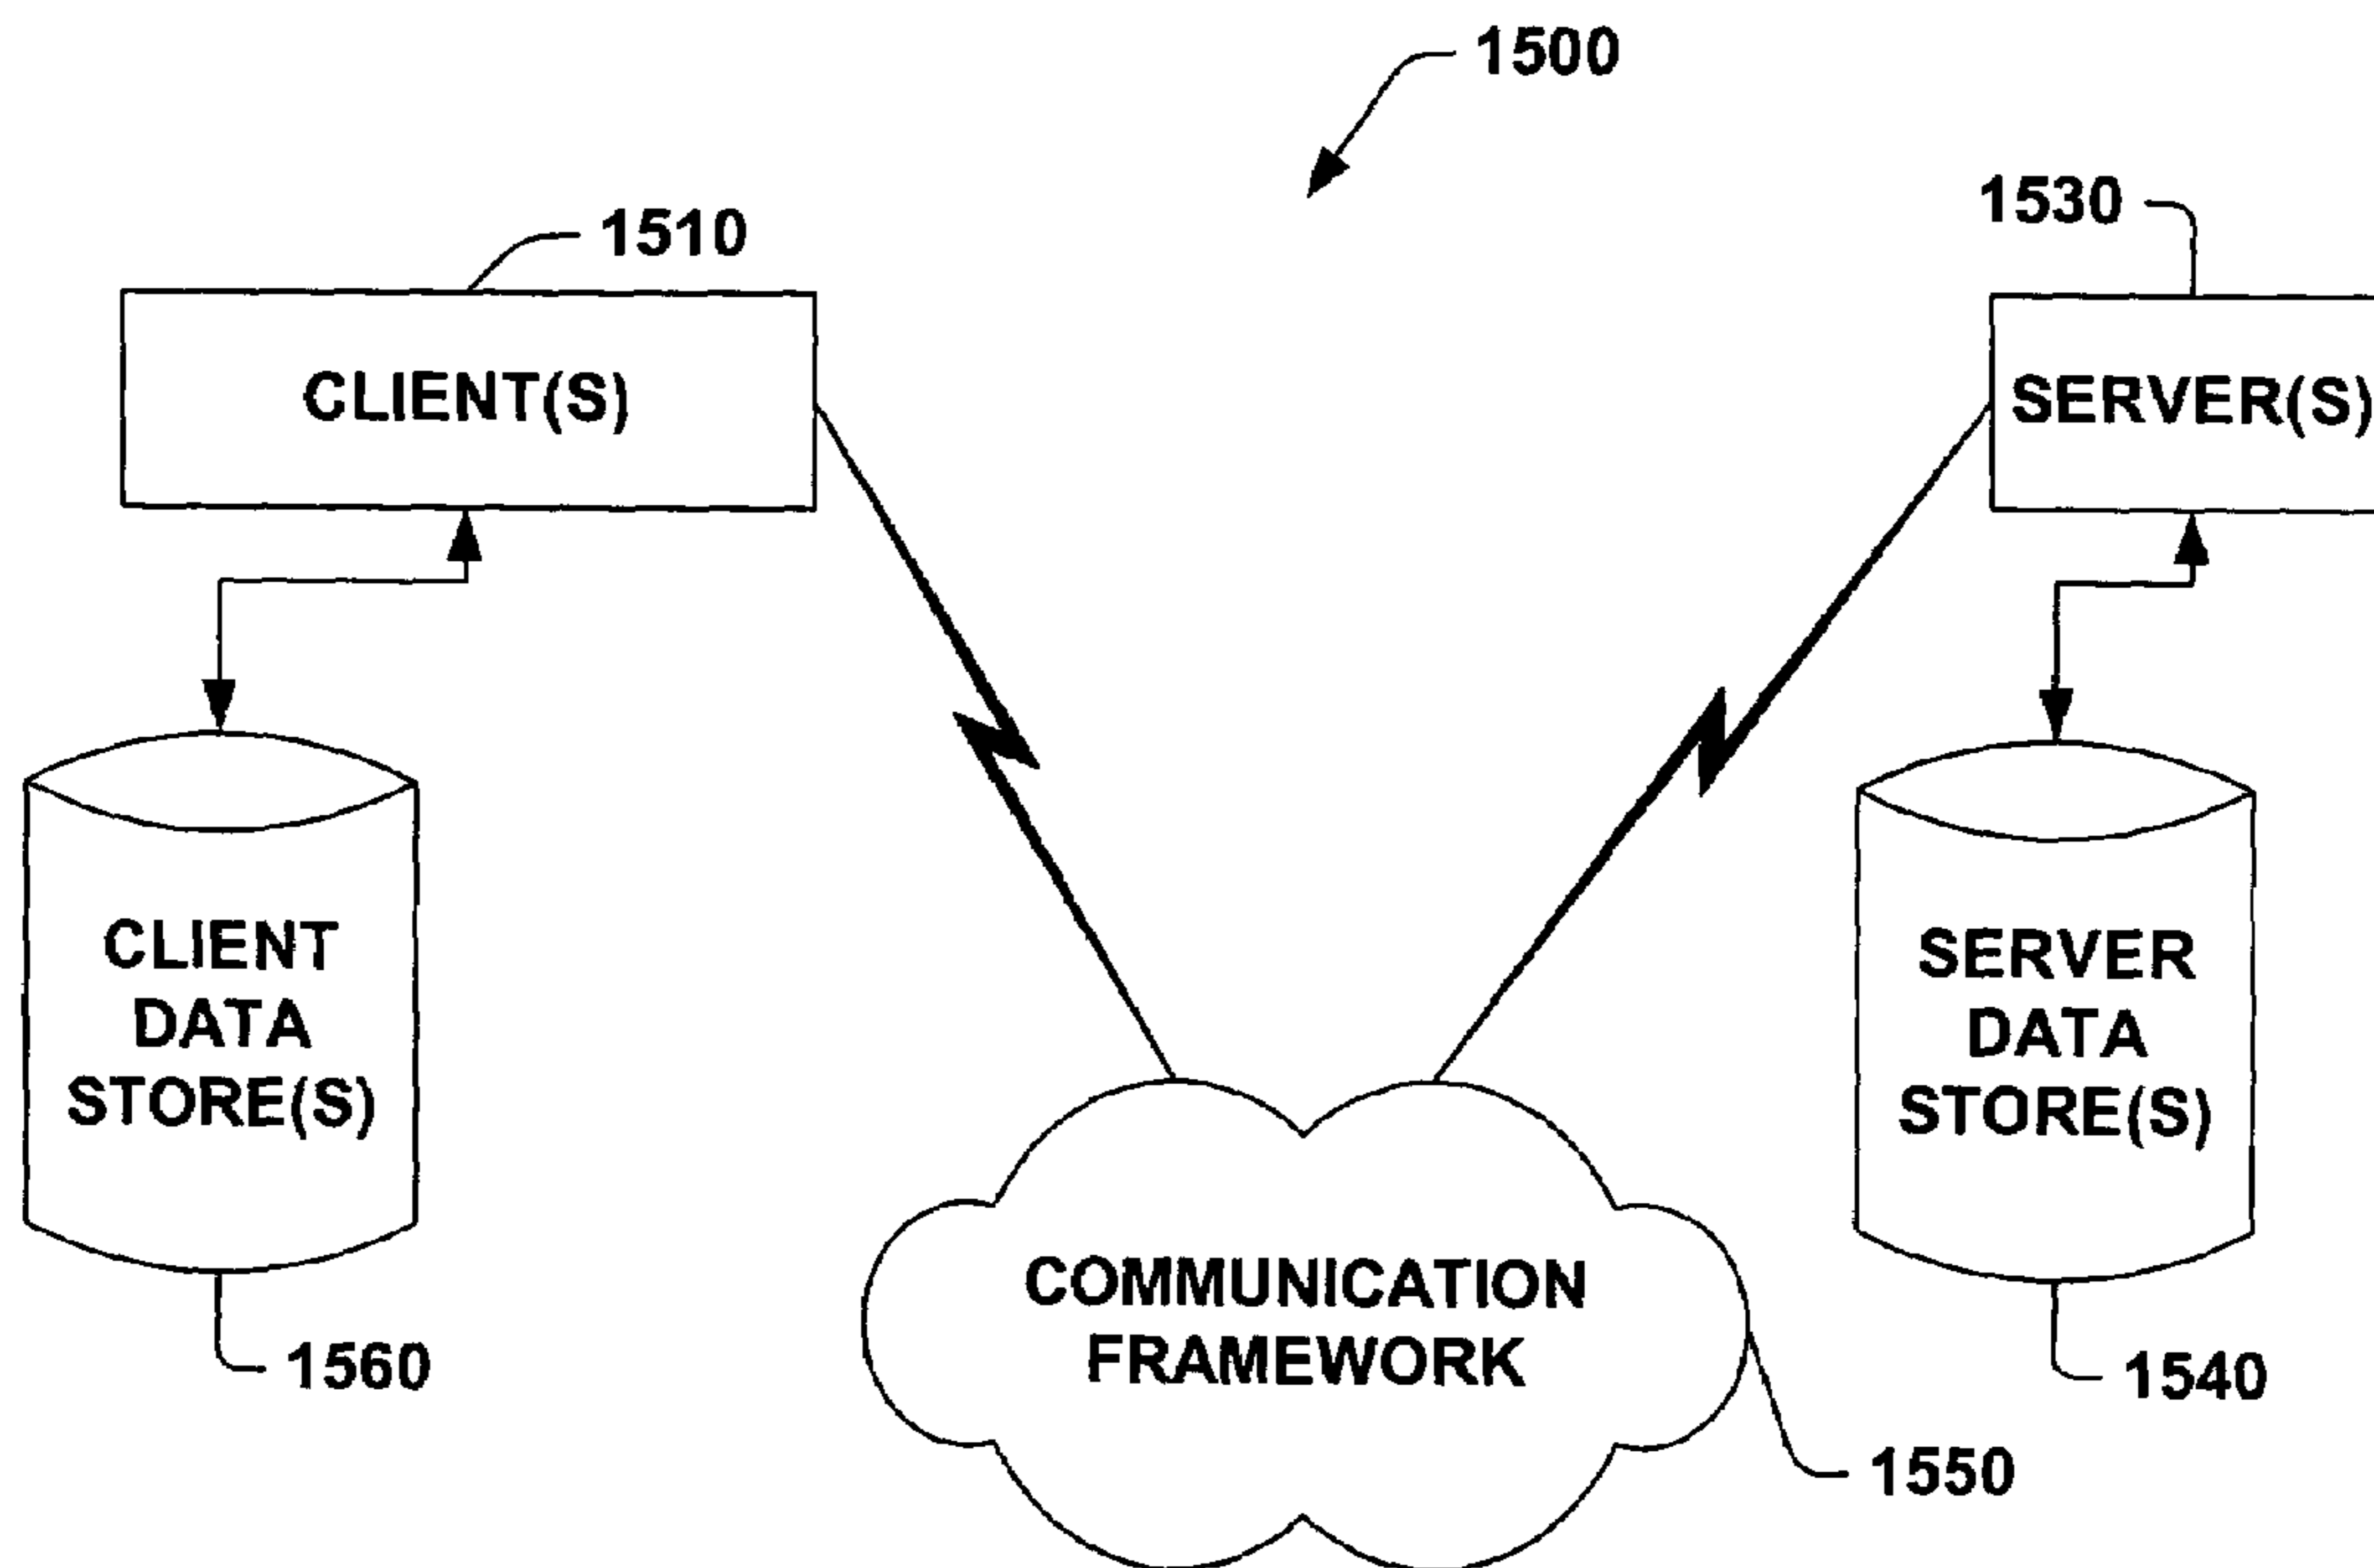 1500
1510
1530
CLIENT(S)
SERVER(S)
CLIENT
DATA
STORE(S)
SERVER
DATA
STORE(S)
COMMUNICATION
FRAMEWORK
1560
1540
1550